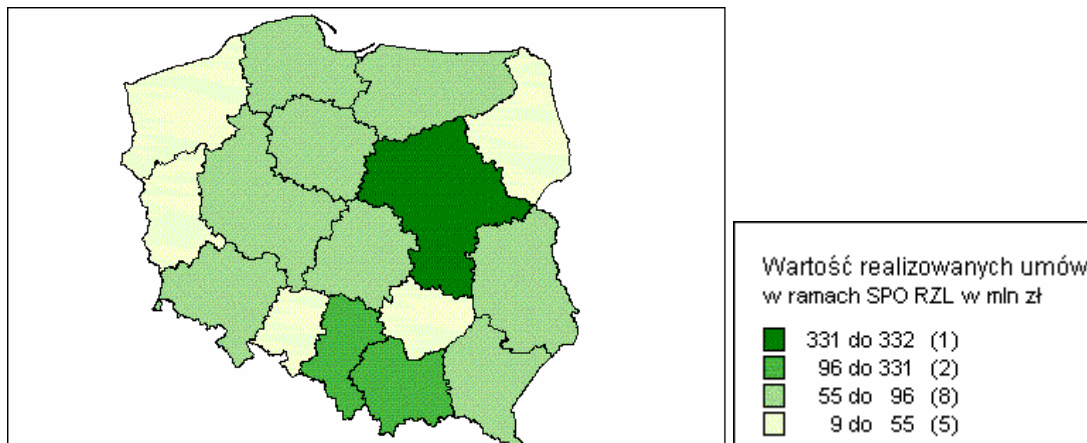 Wartość realizowanych umów
w ramach SPO RZL w mln zł
331 do 332 (1)
96 do 331 (2)
55 do 96 (8)
9 do 55 (5)